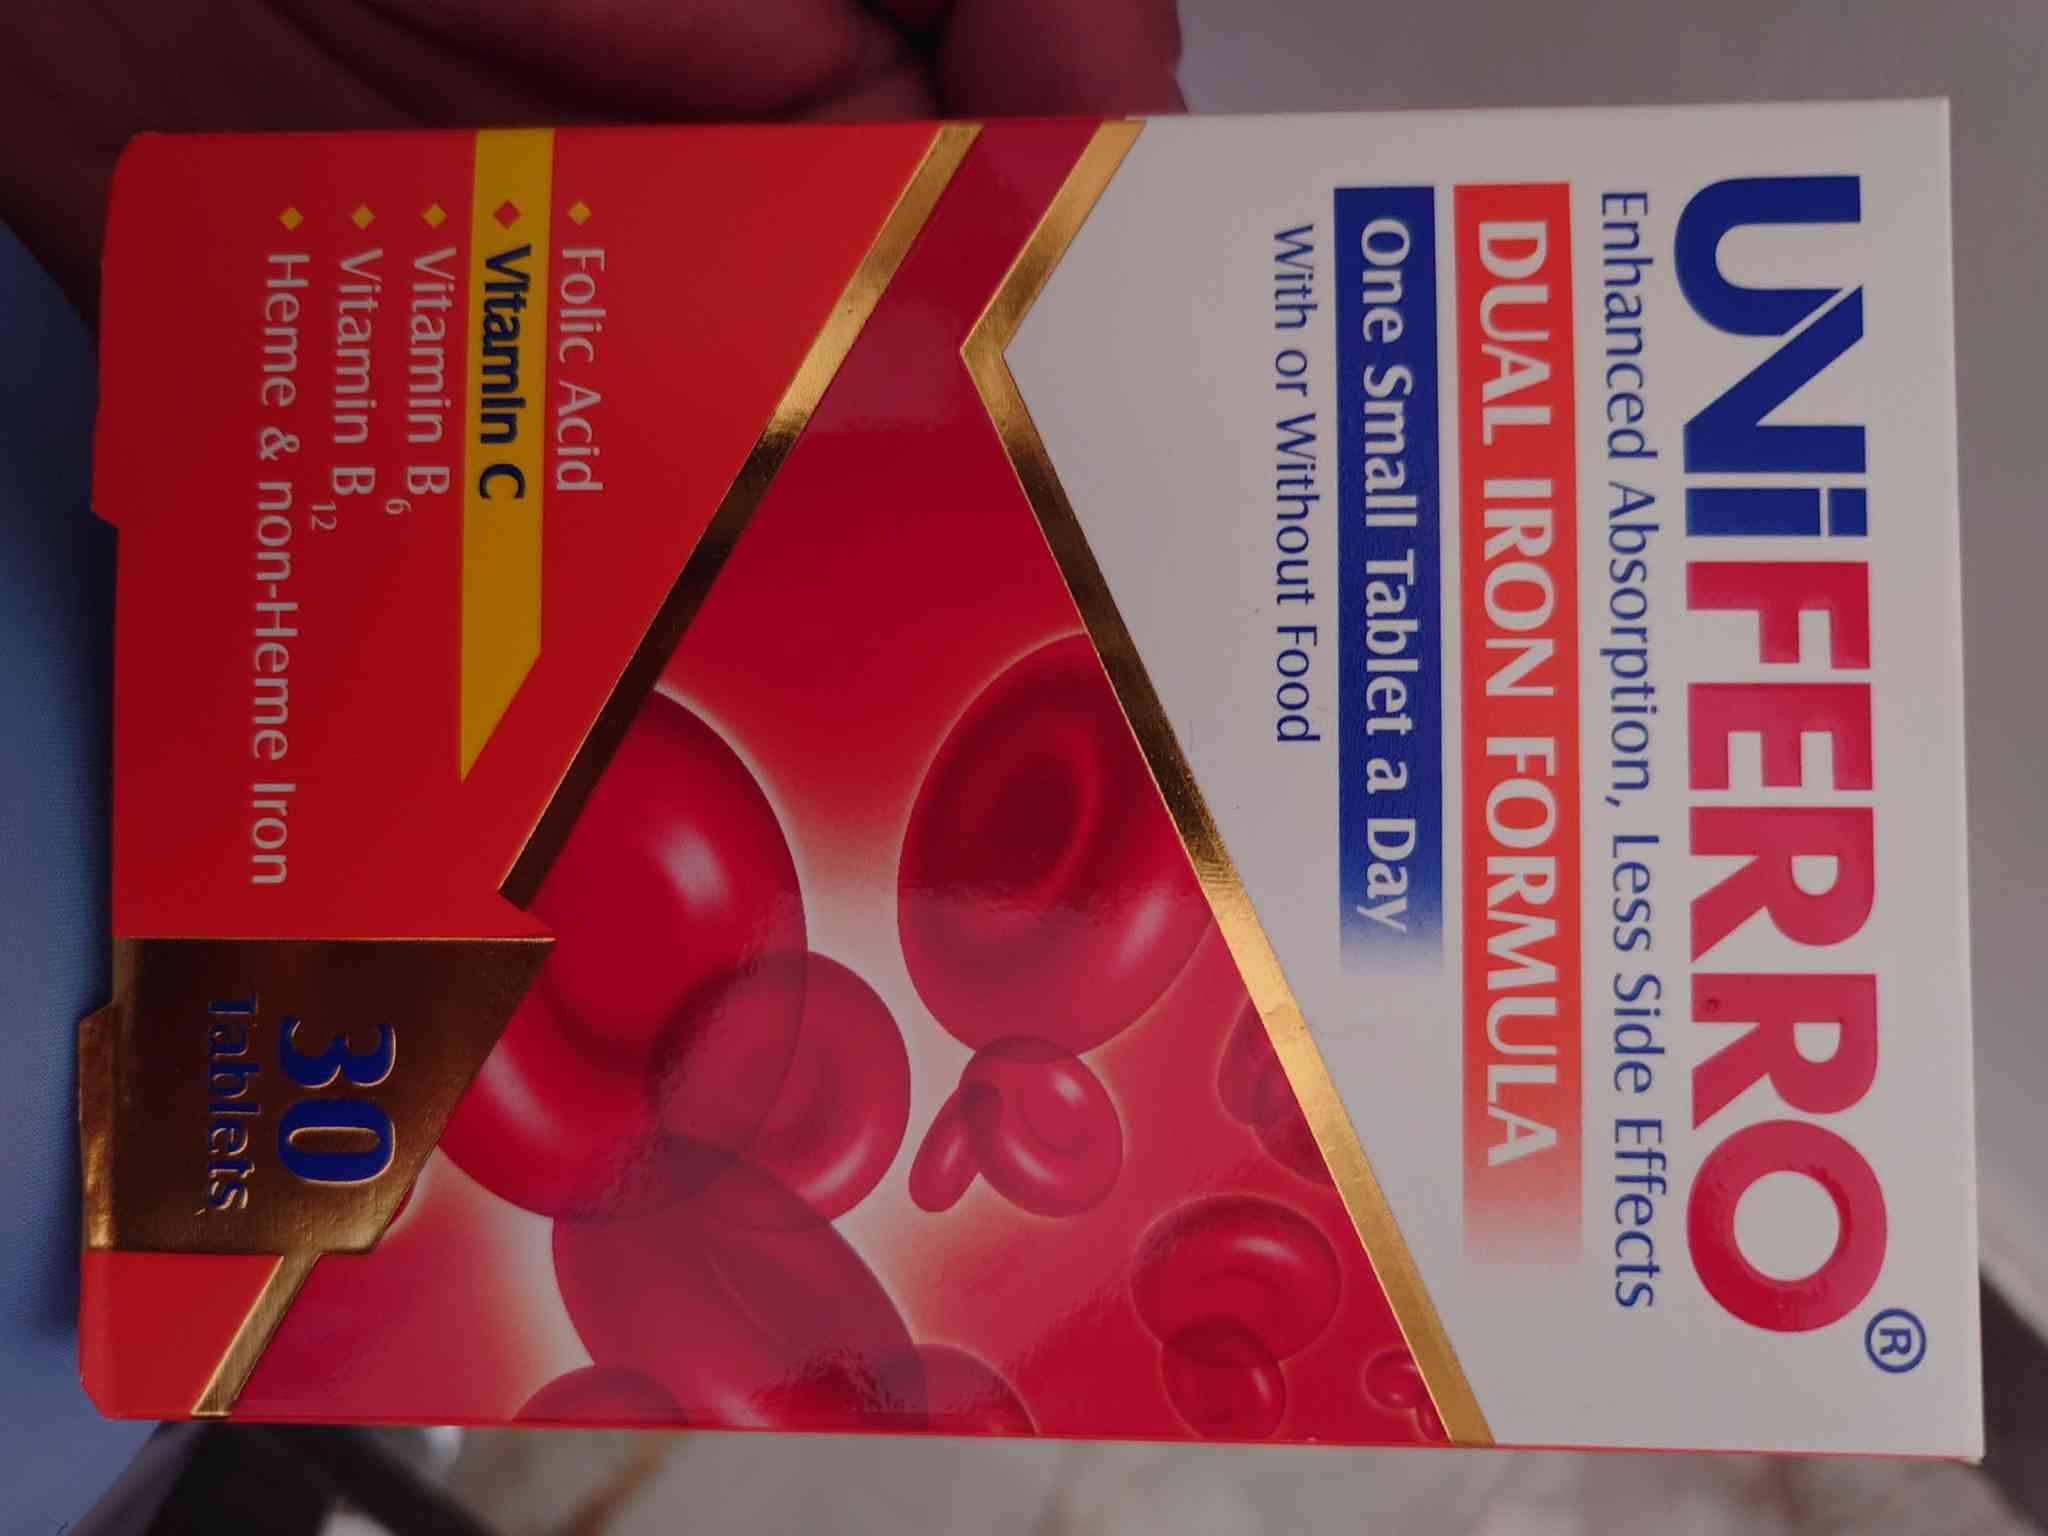 UNiFERRO®
Enhanced Absorption, Less Side Effects
DUAL IRON FORMULA
One Small Tablet a Day
With or Without Food
Folic Acid
Vitamin C
Vitamin B6
Vitamin B12
Heme & non-Heme Iron
30
Tablets